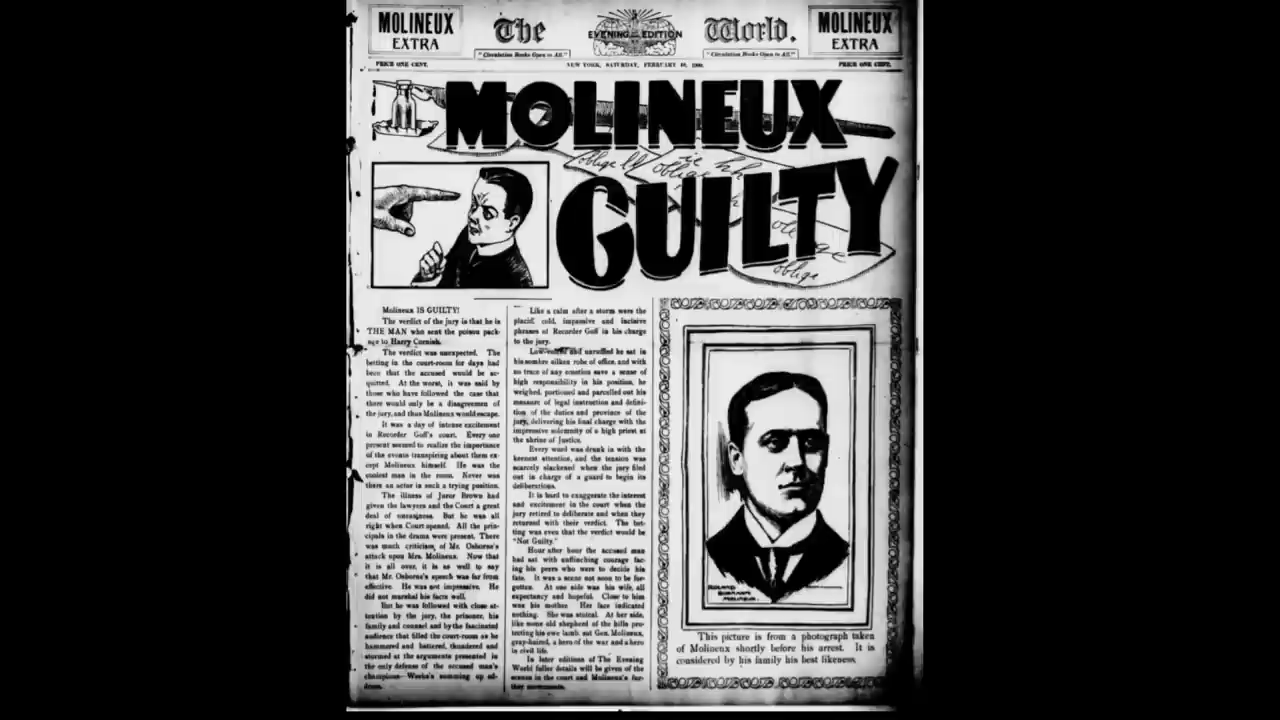 MOLINEUX
EXTRA
The
EVENING EDITION
World.
MOLINEUX
EXTRA
"Circulation Books Open to All."
"Circulation Books Open to All."
PRICE ONE CENT.
NEW YORK, SATURDAY, FEBRUARY
PRICE ONE CENT.
MOLINEUX
GUILTY
oblige
oblige
oblige
Molineux IS GUILTY!
The verdict of the jury is that he is
THE MAN who sent the poison pack-
age to Harry Cornish.
The verdict was unexpected. The
betting in the court-room for days had
been that the accused would be ac-
quitted. At the worst, it was said by
those who have followed the case that
there would only be a disagreement of
the jury, and thus Molineux would escape.
It was a day of intense excitement
in Recorder Goff's court. Every one
present seemed to realize the importance
of the events transpiring about them ex-
cept Molineux himself. He was the
coolest man in the room. Never was
there an actor in such a trying position.
The illness of Juror Brown had
given the lawyers and the Court a great
deal of uneasiness. But he was all
right when Court opened. All the prin-
cipals in the drama were present. There
was much criticism of Mr. Osborne's
attack upon Mrs. Molineux. Now that
it is all over, it is as well to say
that Mr. Osborne's speech was far from
effective. He was not impressive. He
did not marshal his facts well.
But he was followed with close at-
tention by the jury, the prisoner, his
family and counsel and by the fascinated
audience that filled the court-room as he
hammered and battered, thundered and
stormed at the arguments presented in
the only defense of the accused man's
champions—Weeks's summing up ad-
dress.
Like a calm after a storm were the
placid, cold, impassive and incisive
phrases of Recorder Goff in his charge
to the jury.
Low-voiced and unruffled he sat in
his sombre silken robe of office, and with
no trace of any emotion save a sense of
high responsibility in his position, he
weighed, portioned and parcelled out his
measure of legal instruction and defini-
tion of the duties and province of the
jury, delivering his final charge with the
impressive solemnity of a high priest at
the shrine of Justice.
Every word was drunk in with the
keenest attention, and the tension was
scarcely slackened when the jury filed
out in charge of a guard to begin its
deliberations.
It is hard to exaggerate the interest
and excitement in the court when the
jury retired to deliberate and when they
returned with their verdict. The bet-
ting was even that the verdict would be
"Not Guilty."
Hour after hour the accused man
had sat with unflinching courage fac-
ing his peers who were to decide his
fate. It was a scene not soon to be for-
gotten. At one side was his wife, all
expectancy and hopeful. Close to him
was his mother. Her face indicated
nothing. She was stoical. At her side,
like some old shepherd of the hills pro-
tecting his ewe lamb, sat Gen. Molineux,
gray-haired, a hero of the war and a hero
in civil life.
In later editions of The Evening
World fuller details will be given of the
scenes in the court and Molineux's fur-
ther movements.
ROLAND
BURNHAM
MOLINEUX.
This picture is from a photograph taken
of Molineux shortly before his arrest. It is
considered by his family his best likeness.